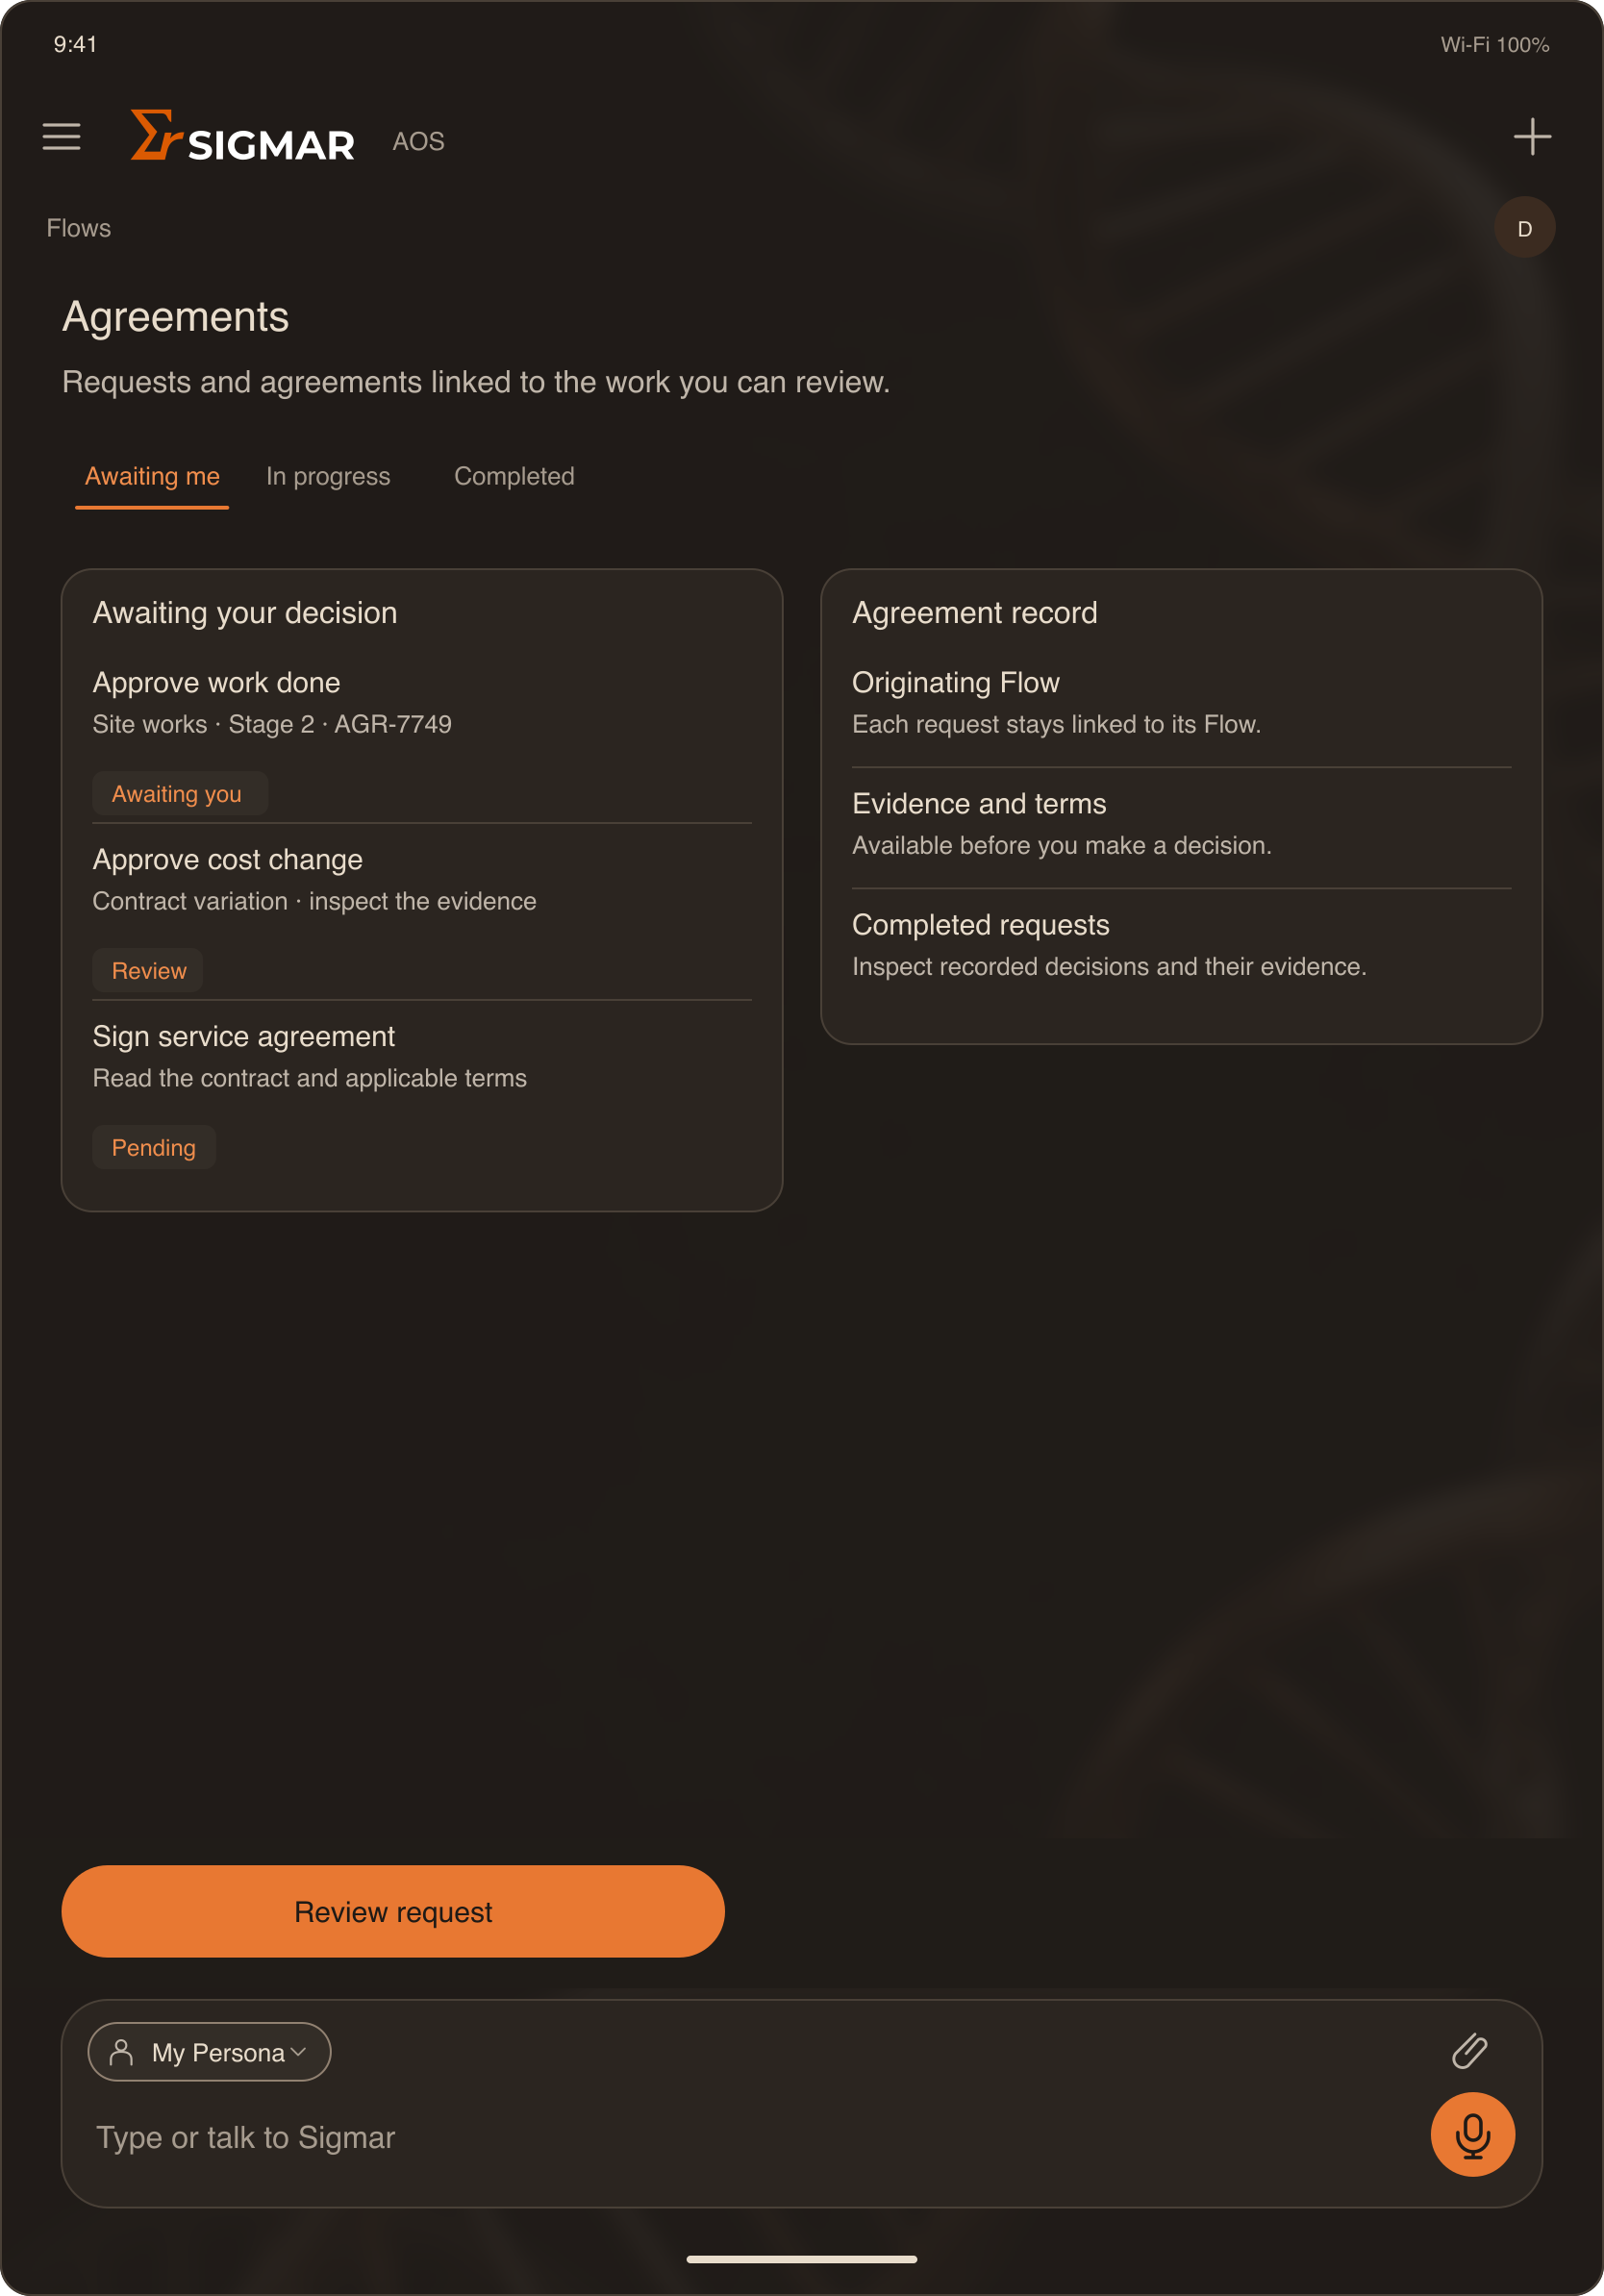 9:41
Wi-Fi 100%
Σr SIGMAR AOS
Flows
D
Agreements
Requests and agreements linked to the work you can review.
Awaiting me
In progress
Completed
Awaiting your decision
Approve work done
Site works · Stage 2 · AGR-7749
Awaiting you
Approve cost change
Contract variation · inspect the evidence
Review
Sign service agreement
Read the contract and applicable terms
Pending
Agreement record
Originating Flow
Each request stays linked to its Flow.
Evidence and terms
Available before you make a decision.
Completed requests
Inspect recorded decisions and their evidence.
Review request
My Persona
Type or talk to Sigmar